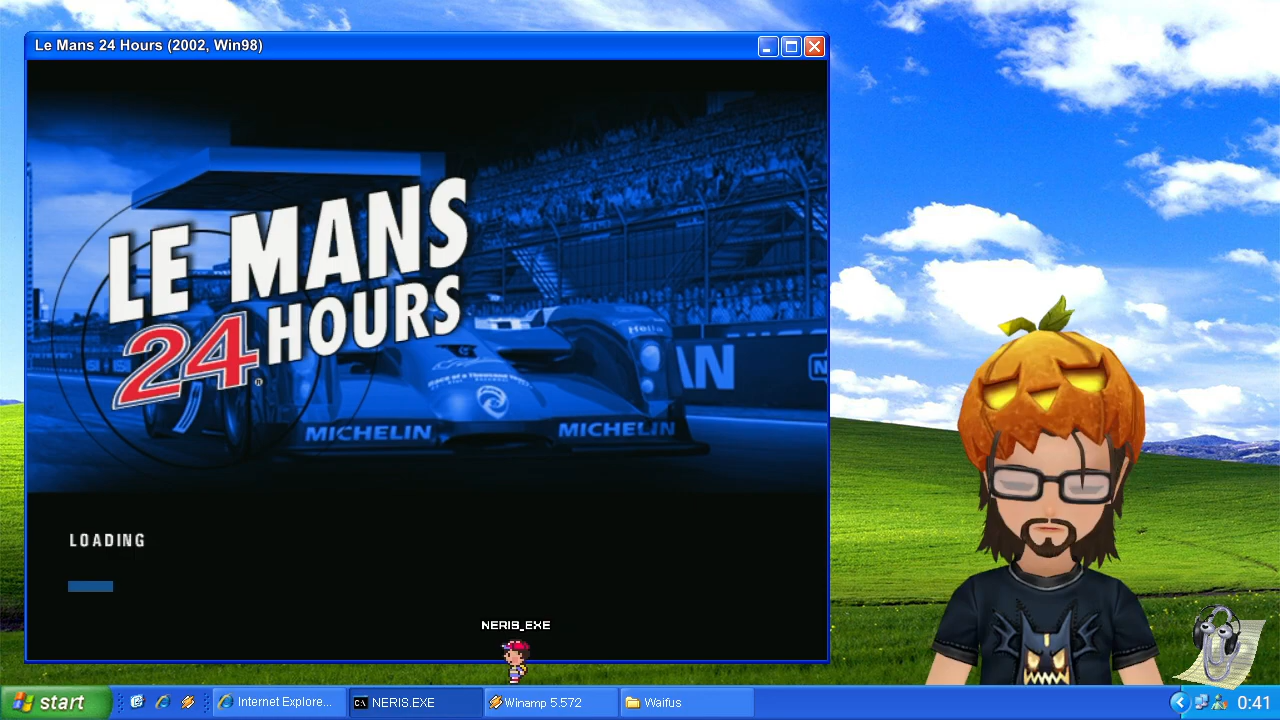 Le Mans 24 Hours (2002, Win98)
LE MANS
24 HOURS
®
MICHELIN
MICHELIN
LOADING
NERIS_EXE
start
Internet Explore...
NERIS.EXE
Winamp 5.572
Waifus
0:41